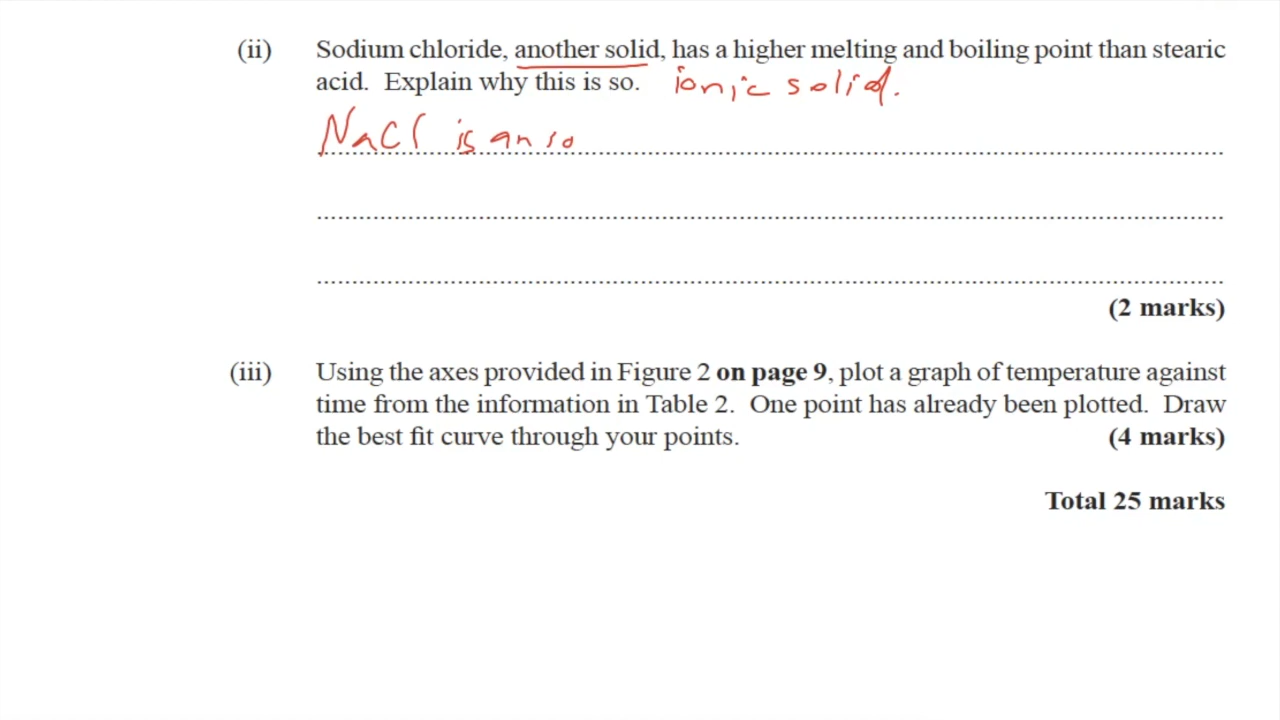 (ii) Sodium chloride, another solid, has a higher melting and boiling point than stearic
acid. Explain why this is so. ionic solid.
NaCl is an io
(2 marks)
(iii) Using the axes provided in Figure 2 on page 9, plot a graph of temperature against
time from the information in Table 2. One point has already been plotted. Draw
the best fit curve through your points. (4 marks)
Total 25 marks